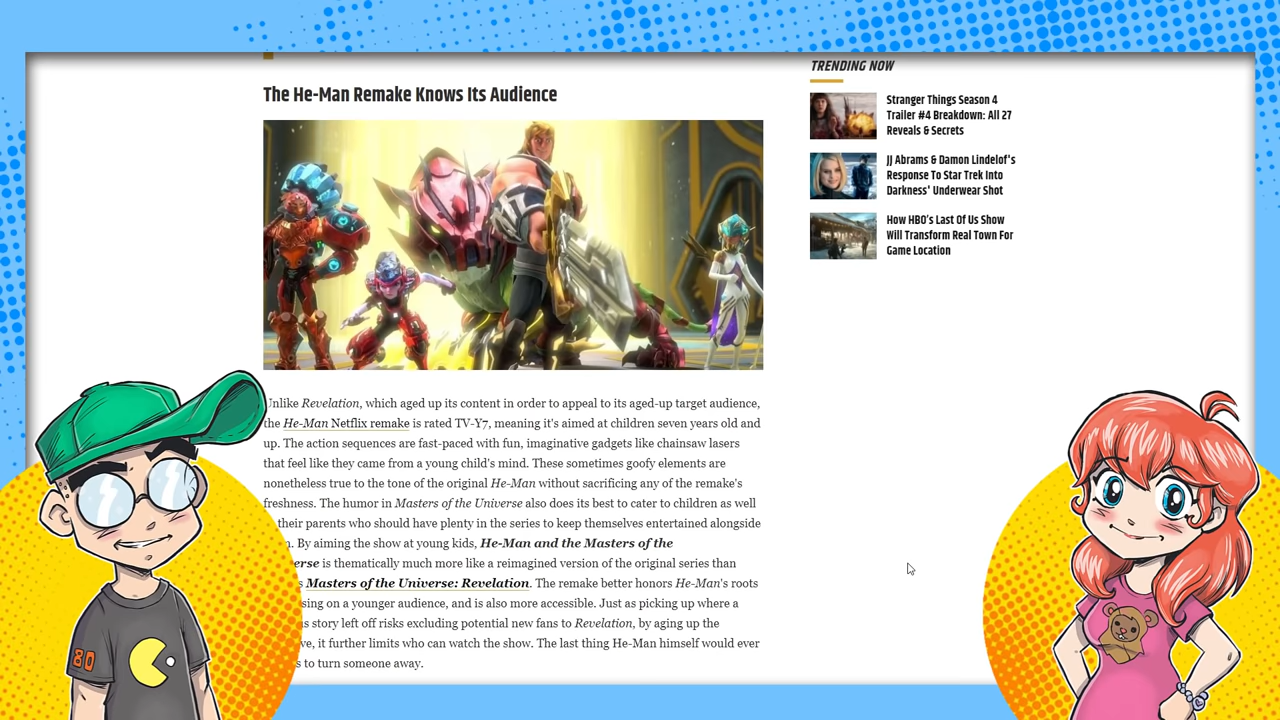 The He-Man Remake Knows Its Audience
Unlike Revelation, which aged up its content in order to appeal to its aged-up target audience,
the He-Man Netflix remake is rated TV-Y7, meaning it's aimed at children seven years old and
up. The action sequences are fast-paced with fun, imaginative gadgets like chainsaw lasers
that feel like they came from a young child's mind. These sometimes goofy elements are
nonetheless true to the tone of the original He-Man without sacrificing any of the remake's
freshness. The humor in Masters of the Universe also does its best to cater to children as well
their parents who should have plenty in the series to keep themselves entertained alongside
By aiming the show at young kids, He-Man and the Masters of the
is thematically much more like a reimagined version of the original series than
Masters of the Universe: Revelation. The remake better honors He-Man's roots
on a younger audience, and is also more accessible. Just as picking up where a
story left off risks excluding potential new fans to Revelation, by aging up the
it further limits who can watch the show. The last thing He-Man himself would ever
to turn someone away.
TRENDING NOW
Stranger Things Season 4
Trailer #4 Breakdown: All 27
Reveals & Secrets
JJ Abrams & Damon Lindelof's
Response To Star Trek Into
Darkness' Underwear Shot
How HBO's Last Of Us Show
Will Transform Real Town For
Game Location
80